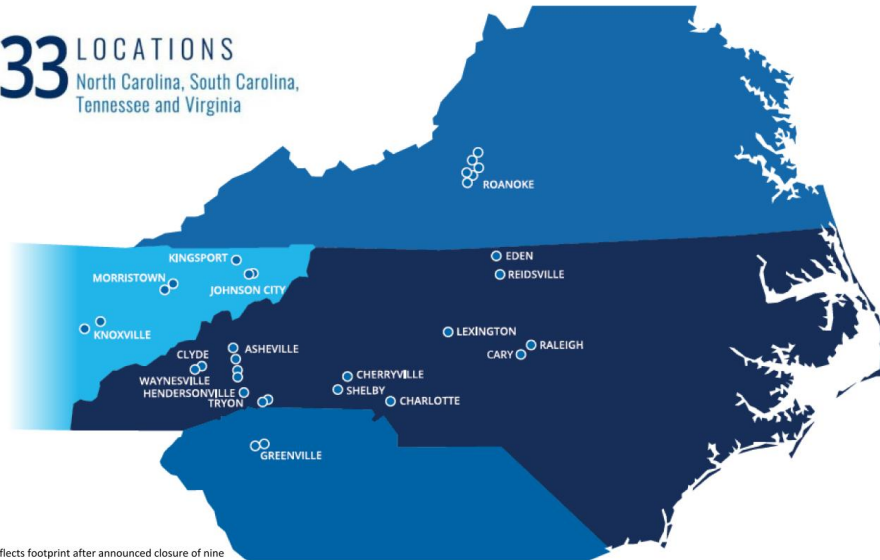 33 LOCATIONS
North Carolina, South Carolina,
Tennessee and Virginia
ROANOKE
KINGSPORT
EDEN
MORRISTOWN
REIDSVILLE
JOHNSON CITY
KNOXVILLE
LEXINGTON
ASHEVILLE
RALEIGH
CLYDE
CARY
WAYNESVILLE
CHERRYVILLE
HENDERSONVILLE
SHELBY
TRYON
CHARLOTTE
GREENVILLE
flects footprint after announced closure of nine